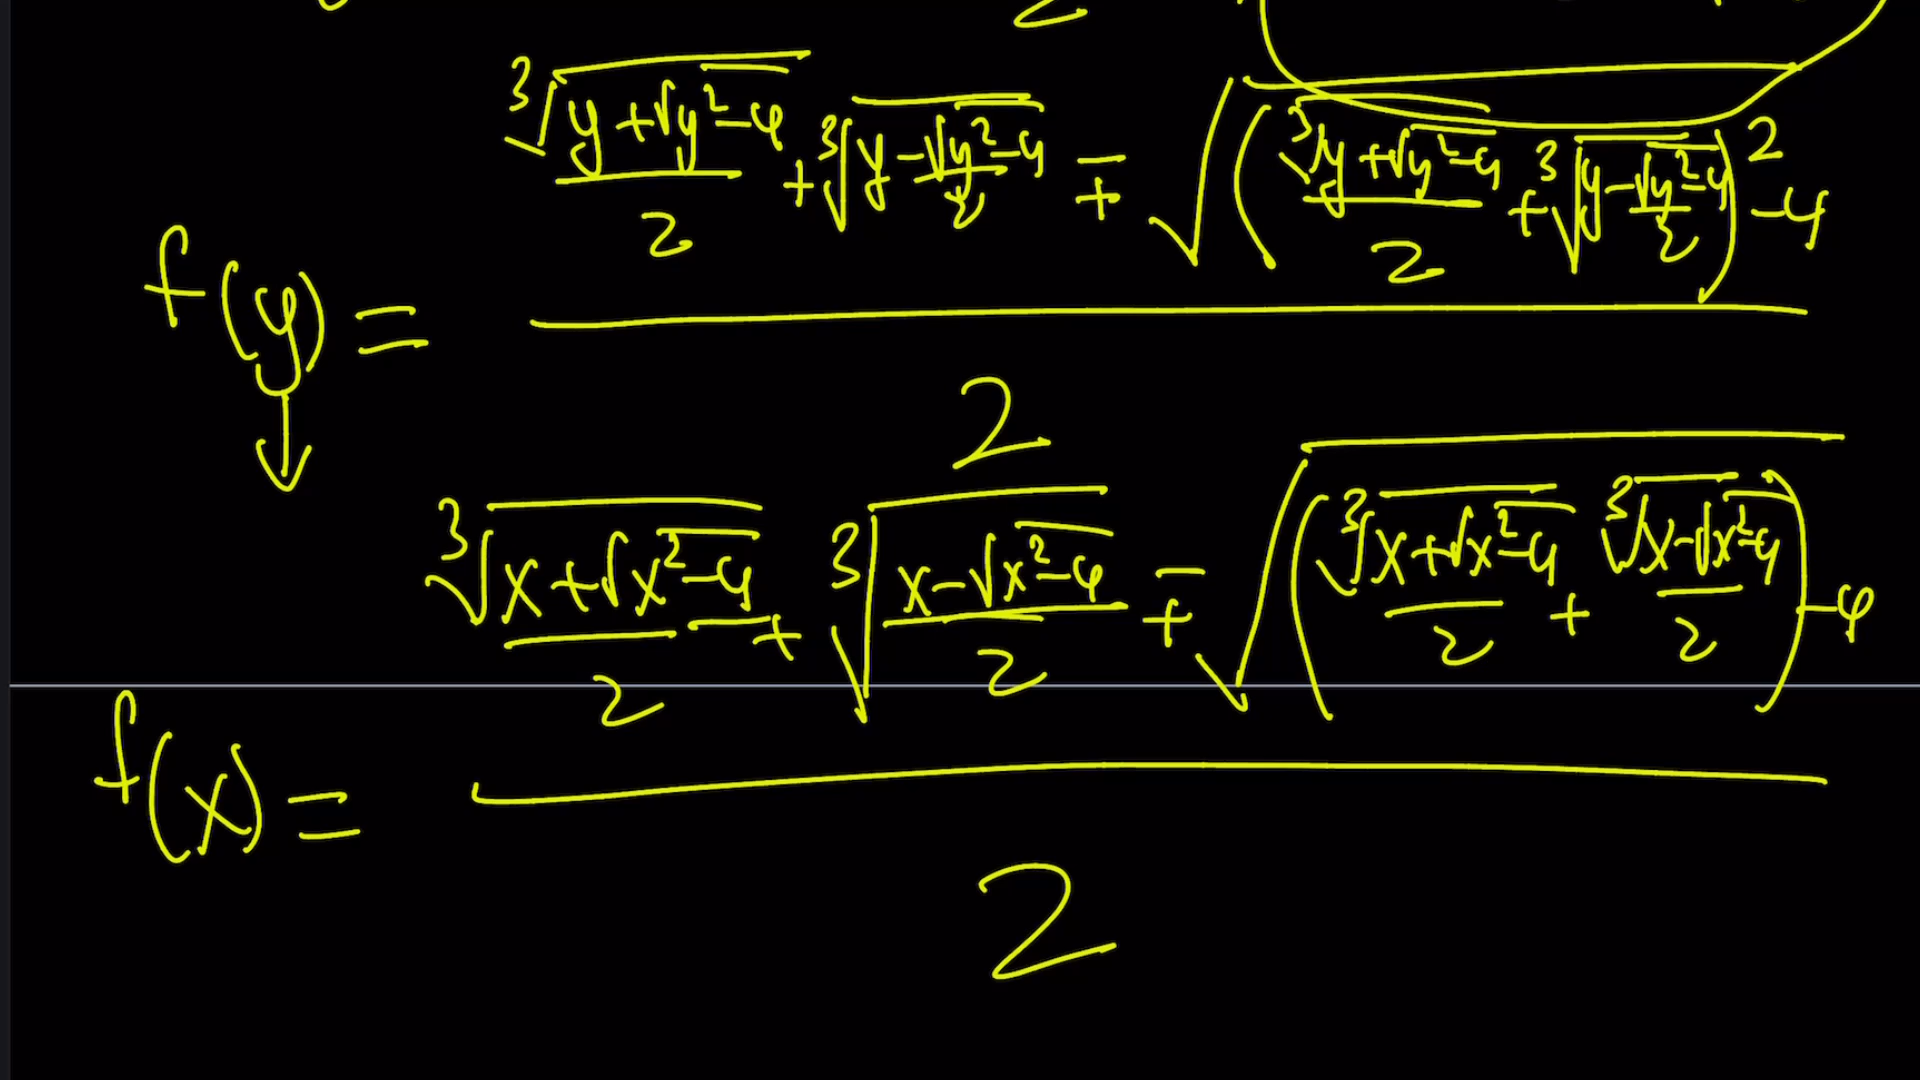 f(y) = (∛((y+√(y²-4))/2) + ∛((y-√(y²-4))/2) ∓ √((∛((y+√(y²-4))/2) + ∛((y-√(y²-4))/2))²-4))/2
f(x) = (∛((x+√(x²-4))/2) + ∛((x-√(x²-4))/2) ∓ √((∛((x+√(x²-4))/2) + ∛((x-√(x²-4))/2))-4))/2